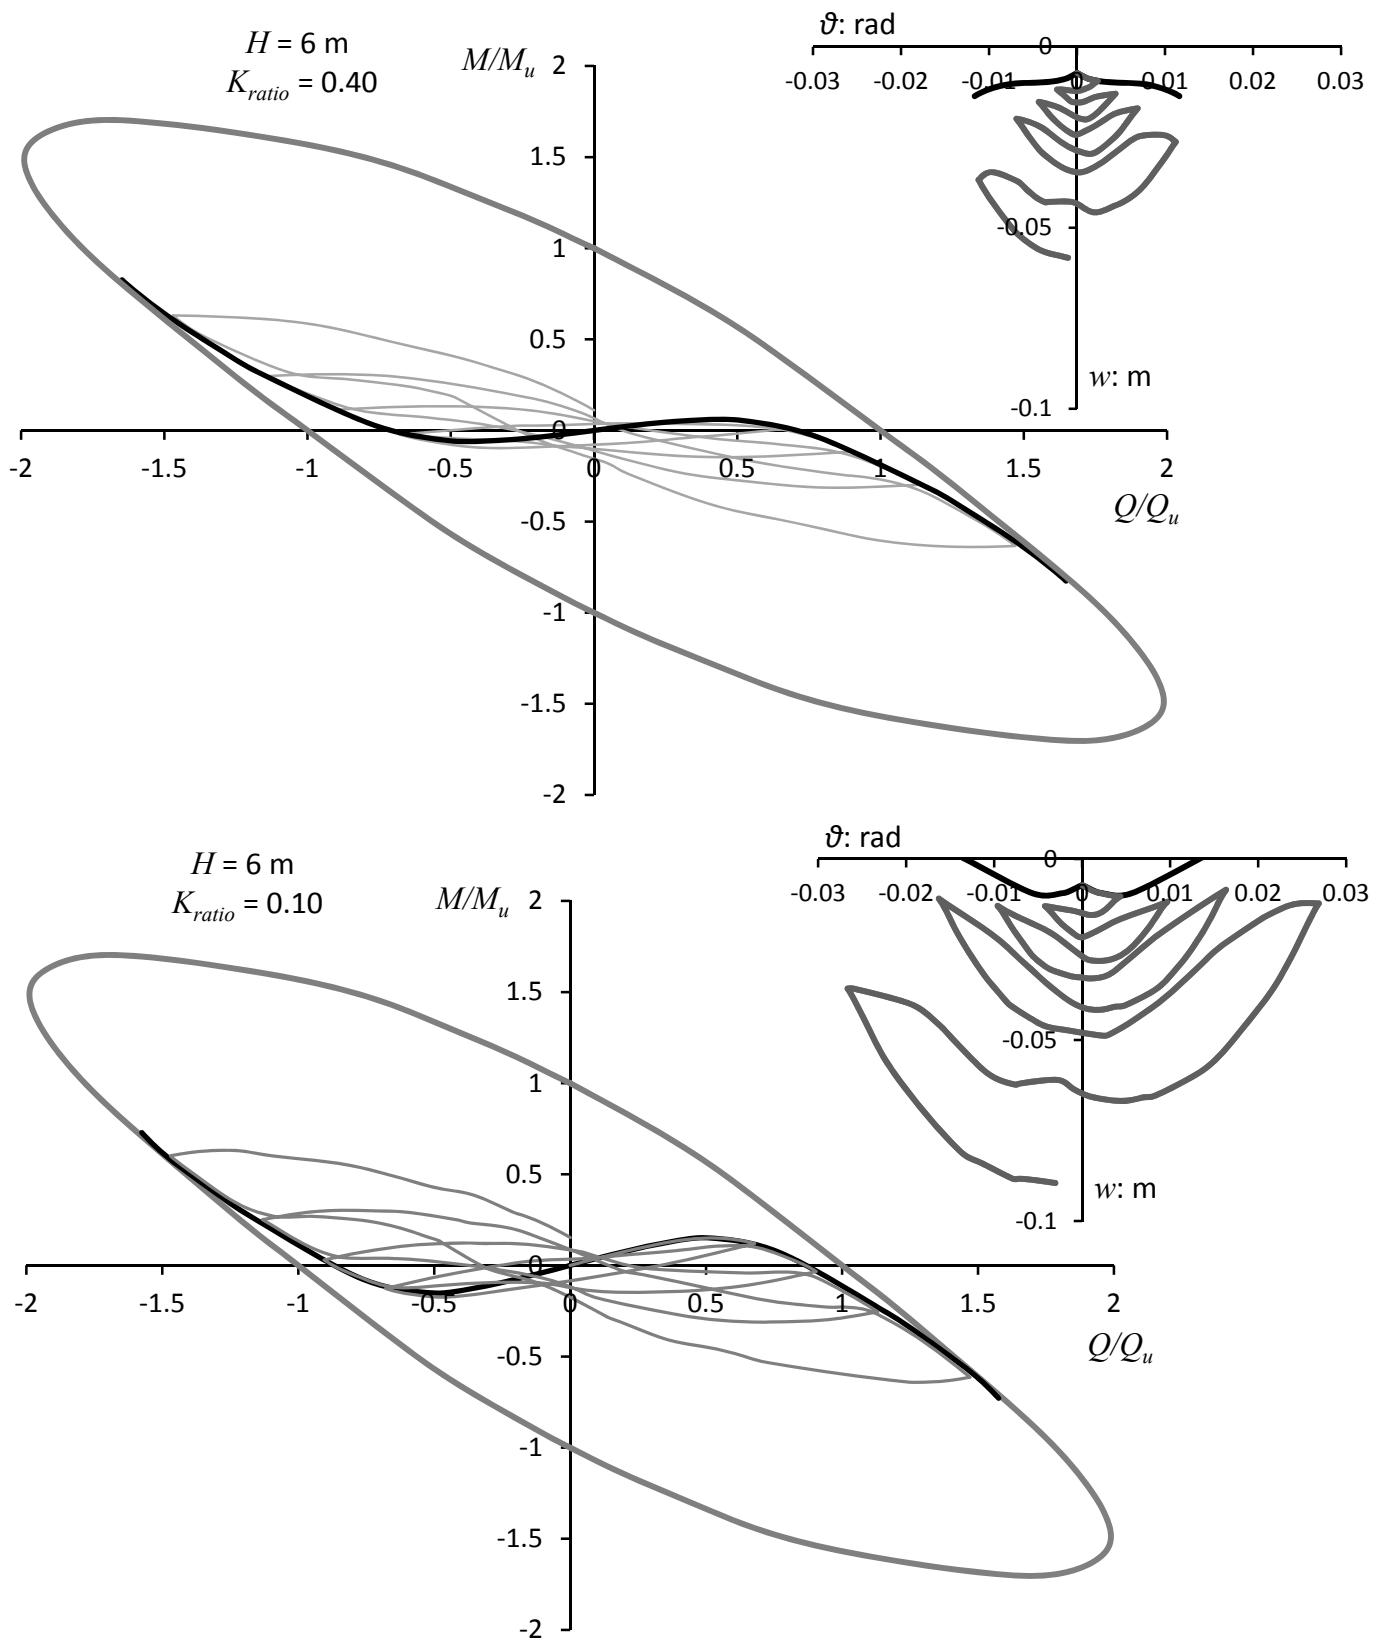 ϑ: rad
H = 6 m
K_ratio = 0.40
M/M_u
2
0
-0.03 -0.02 -0.01 0 0.01 0.02 0.03
1.5
-0.05
1
w: m
0.5
-0.1
0
-2 -1.5 -1 -0.5 0 0.5 1 1.5 2
Q/Q_u
-0.5
-1
-1.5
-2
ϑ: rad
H = 6 m
K_ratio = 0.10
M/M_u
2
0
-0.03 -0.02 -0.01 0 0.01 0.02 0.03
1.5
-0.05
1
0.5
w: m
-0.1
0
-2 -1.5 -1 -0.5 0 0.5 1 1.5 2
Q/Q_u
-0.5
-1
-1.5
-2